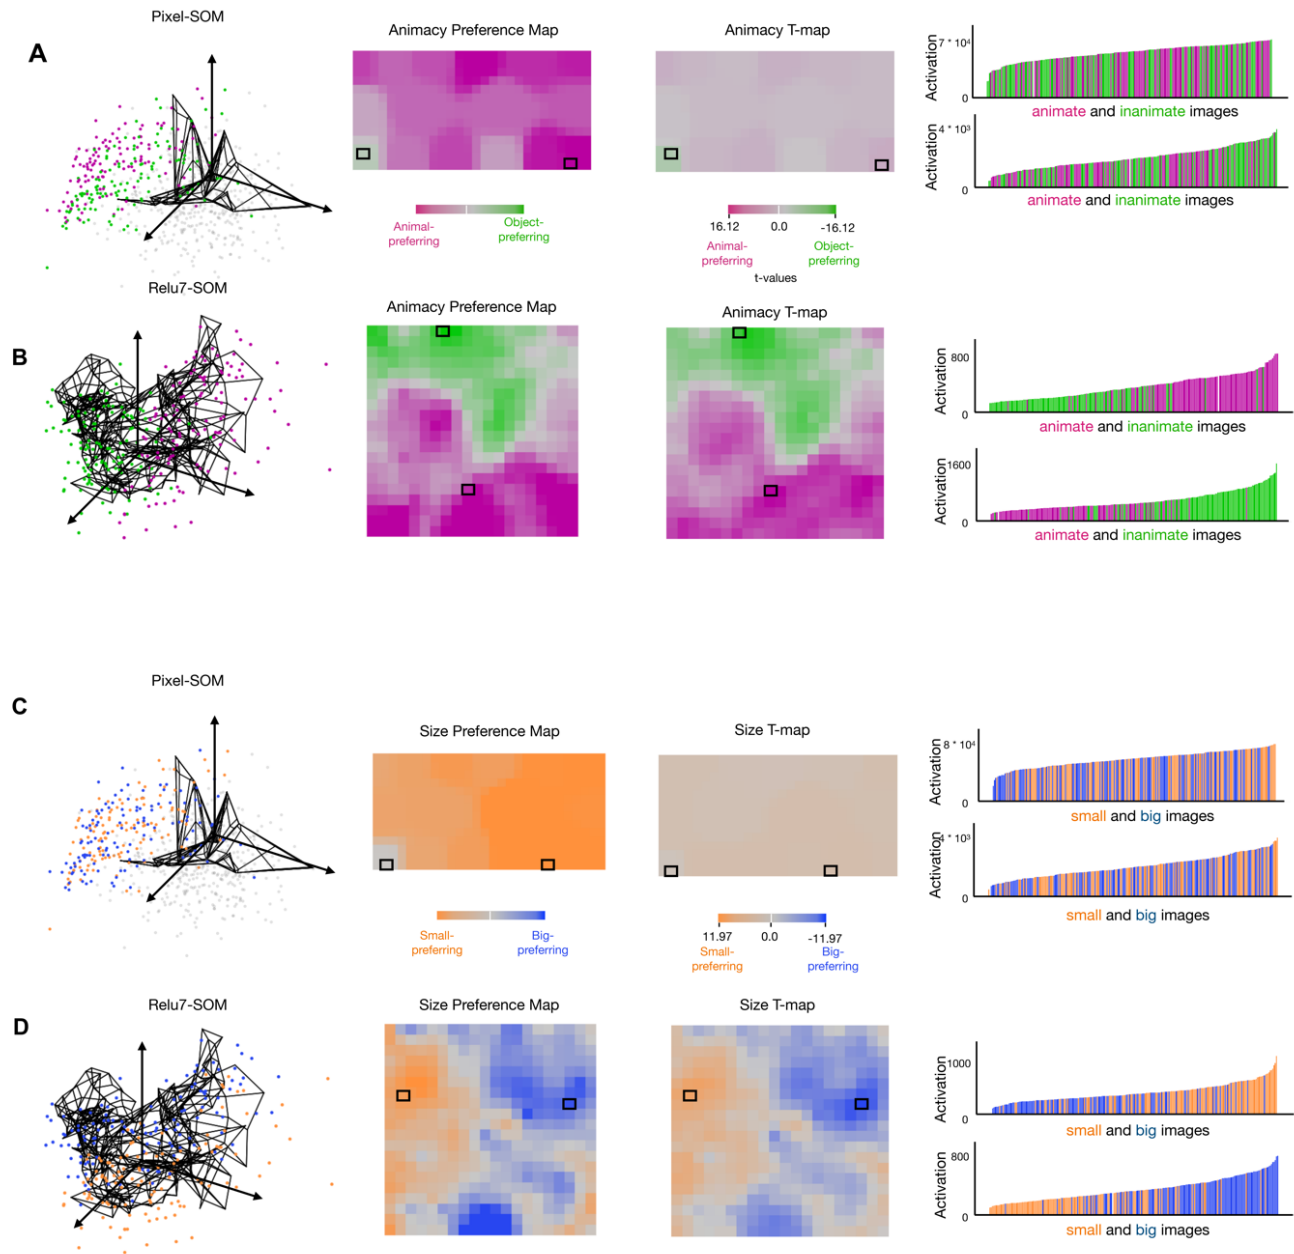 Pixel-SOM
A
Animacy Preference Map
Animacy T-map
Animal-
preferring
Object-
preferring
16.12 0.0 -16.12
Animal-
preferring
Object-
preferring
t-values
Activation
7 * 10⁴
0
animate and inanimate images
Activation
4 * 10³
0
animate and inanimate images
Relu7-SOM
B
Animacy Preference Map
Animacy T-map
Activation
800
0
animate and inanimate images
Activation
1600
0
animate and inanimate images
Pixel-SOM
C
Size Preference Map
Size T-map
Small-
preferring
Big-
preferring
11.97 0.0 -11.97
Small-
preferring
Big-
preferring
Activation
8 * 10⁴
0
small and big images
Activation
4 * 10³
0
small and big images
Relu7-SOM
D
Size Preference Map
Size T-map
Activation
1000
0
small and big images
Activation
800
0
small and big images